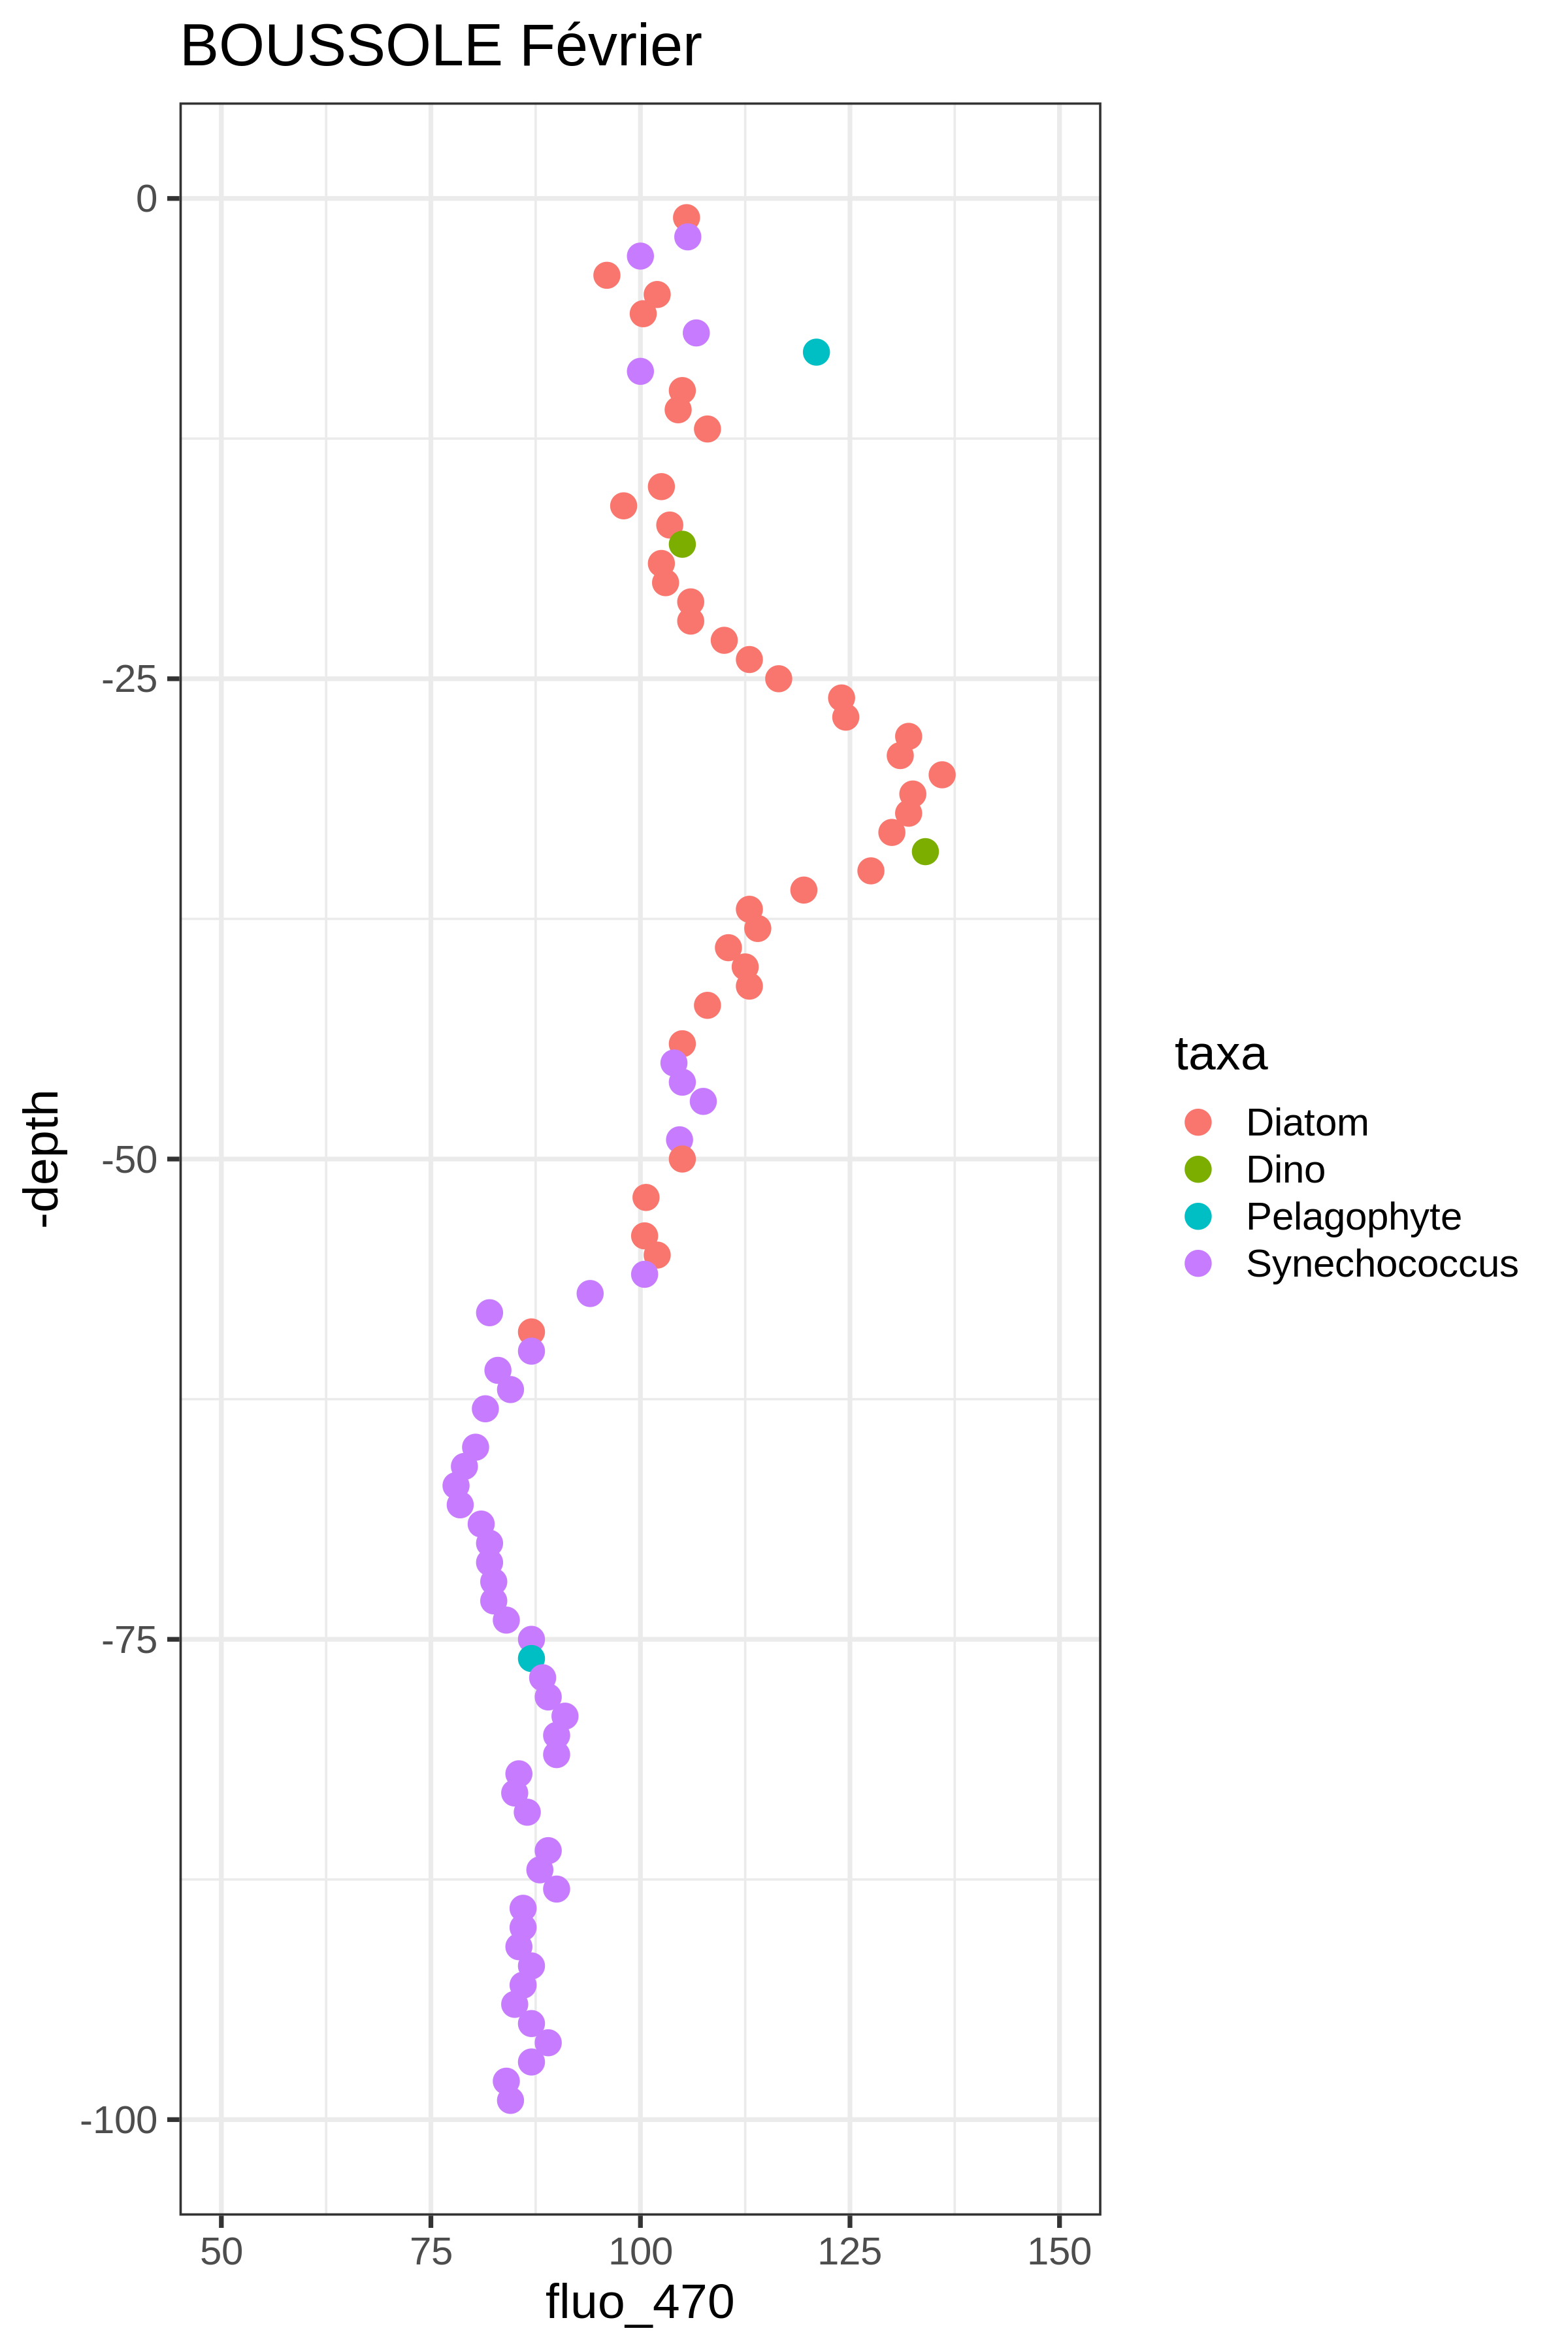 BOUSSOLE Février
0
-25
-50
-75
-100
-depth
50 75 100 125 150
fluo_470
taxa
Diatom
Dino
Pelagophyte
Synechococcus